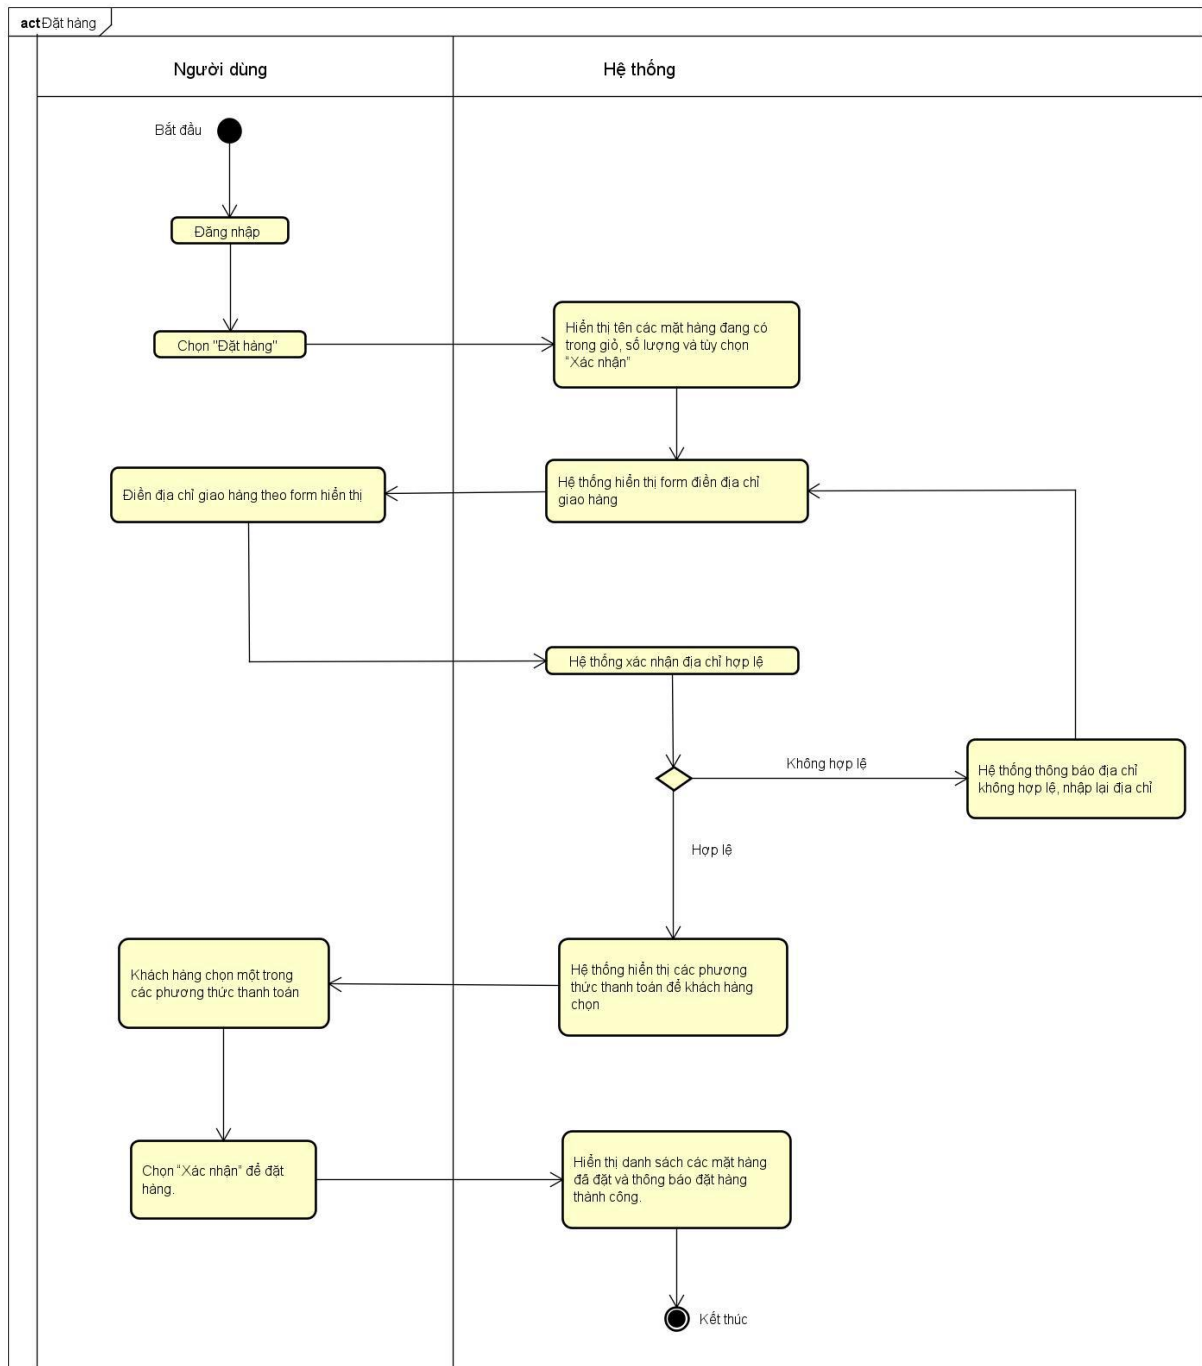 act Đặt hàng
Người dùng
Hệ thống
Bắt đầu
Đăng nhập
Chọn "Đặt hàng"
Hiển thị tên các mặt hàng đang có
trong giỏ, số lượng và tùy chọn
“Xác nhận”
Điền địa chỉ giao hàng theo form hiển thị
Hệ thống hiển thị form điền địa chỉ
giao hàng
Hệ thống xác nhận địa chỉ hợp lệ
Không hợp lệ
Hệ thống thông báo địa chỉ
không hợp lệ, nhập lại địa chỉ
Hợp lệ
Khách hàng chọn một trong
các phương thức thanh toán
Hệ thống hiển thị các phương
thức thanh toán để khách hàng
chọn
Chọn “Xác nhận” để đặt
hàng.
Hiển thị danh sách các mặt hàng
đã đặt và thông báo đặt hàng
thành công.
Kết thúc